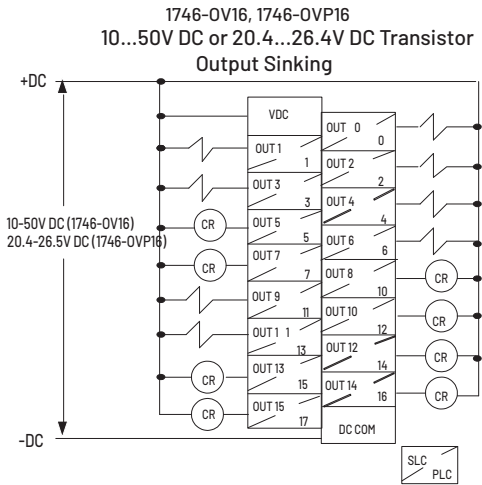 1746-OV16, 1746-OVP16
10...50V DC or 20.4...26.4V DC Transistor
Output Sinking
+DC
VDC
OUT 0
0
OUT 1
1
OUT 2
2
OUT 3
3
OUT 4
4
10-50V DC (1746-OV16)
20.4-26.5V DC (1746-OVP16)
CR
OUT 5
5
OUT 6
6
CR
OUT 7
7
OUT 8
10
CR
OUT 9
11
OUT 10
12
CR
OUT 1 1
13
OUT 12
14
CR
CR
OUT 13
15
OUT 14
16
CR
CR
OUT 15
17
DC COM
-DC
SLC
PLC